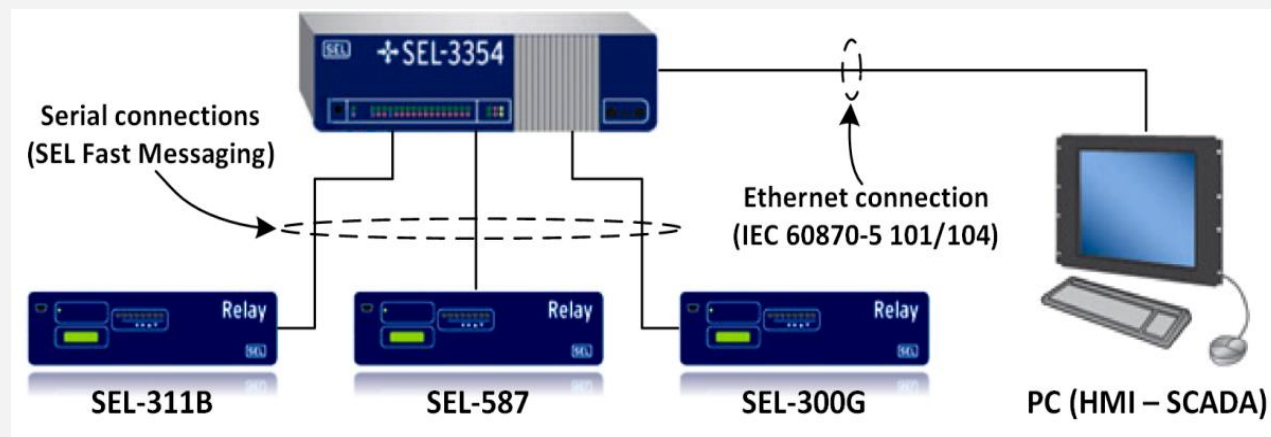 SEL
SEL-3354
Serial connections
(SEL Fast Messaging)
Ethernet connection
(IEC 60870-5 101/104)
Relay
SEL
Relay
SEL
Relay
SEL
SEL-311B
SEL-587
SEL-300G
PC (HMI – SCADA)